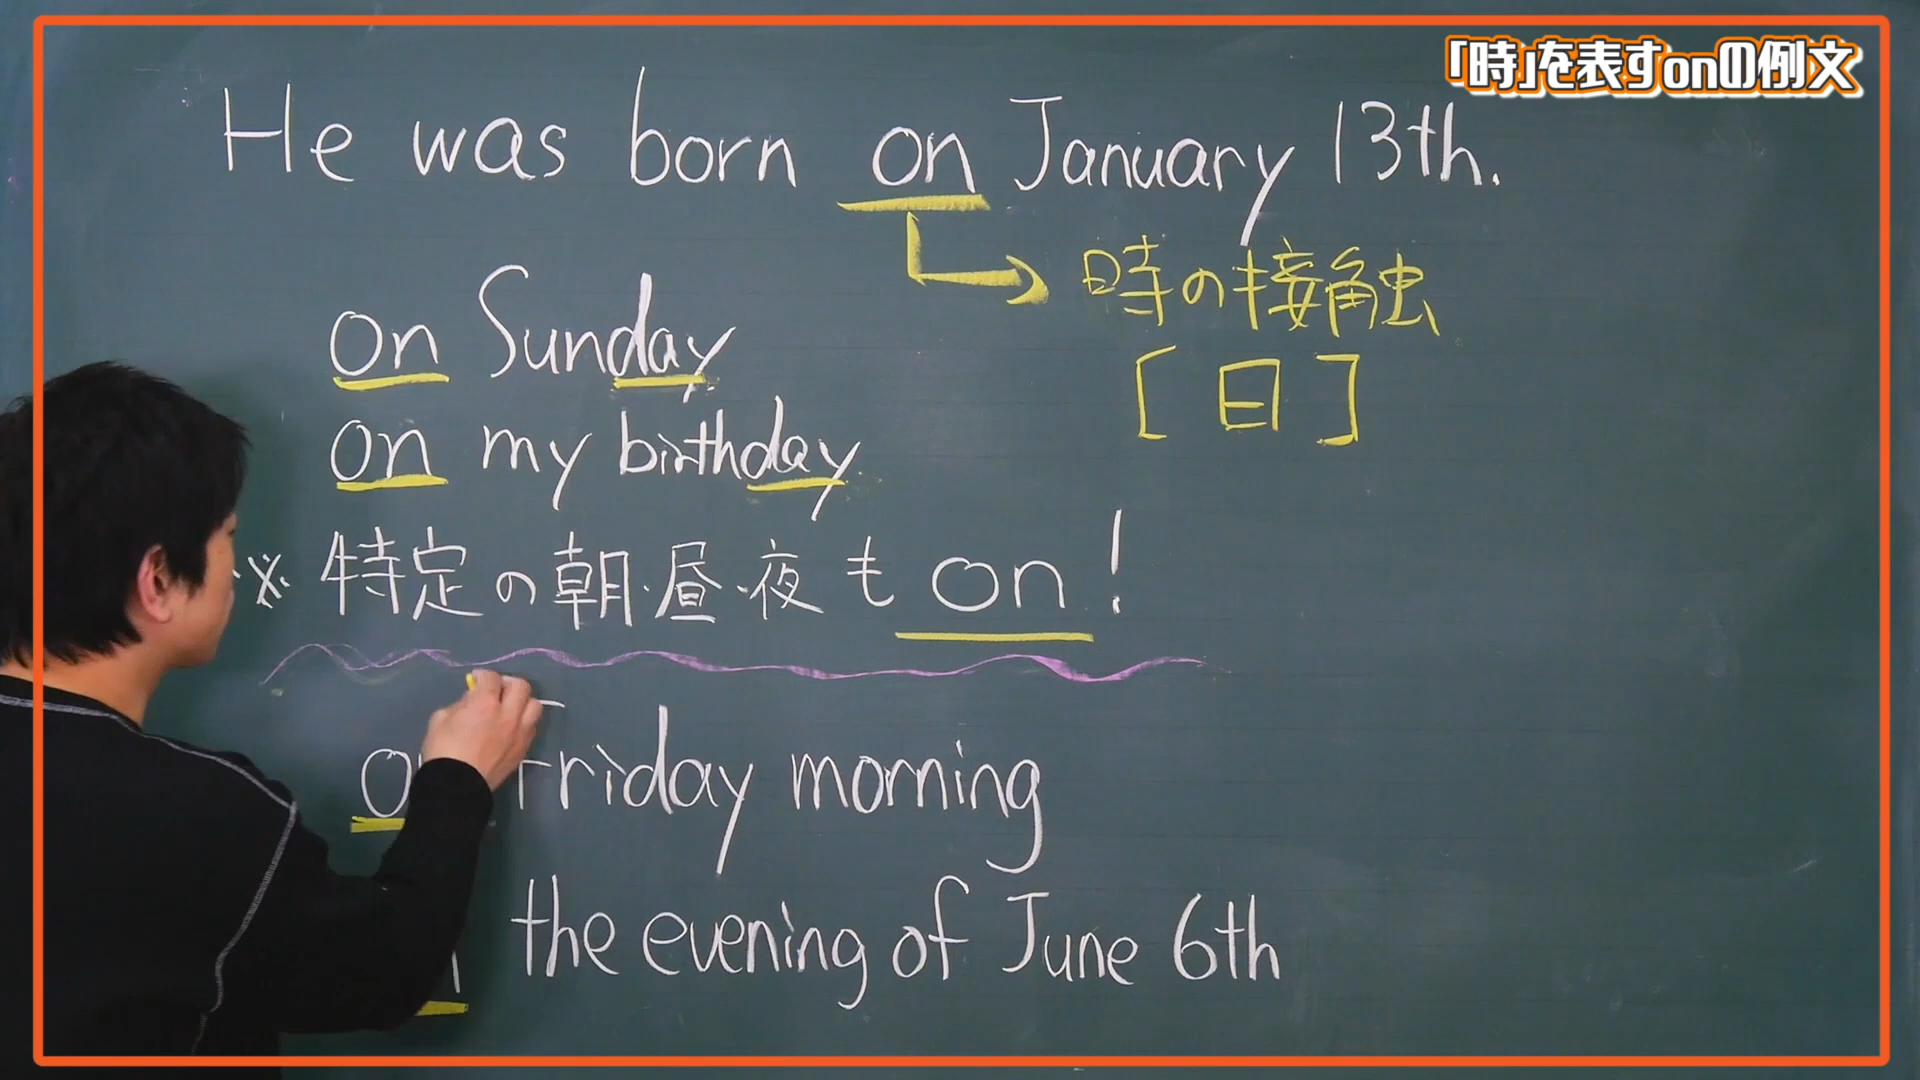 「時」を表すonの例文
He was born on January 13th.
時の接触
[日]
on Sunday
on my birthday
※ 特定の朝・昼・夜も on!
Friday morning
the evening of June 6th